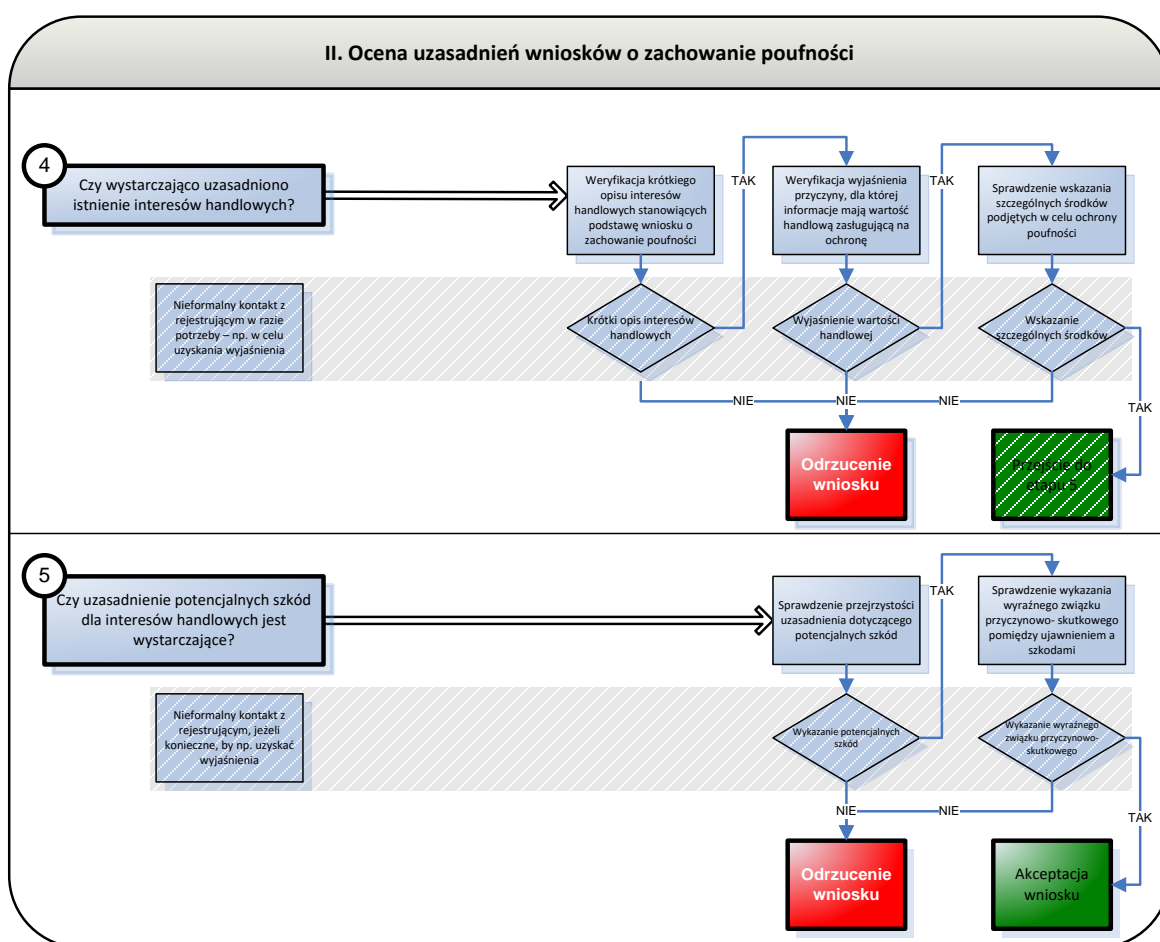 II. Ocena uzasadnień wniosków o zachowanie poufności
4
Czy wystarczająco uzasadniono
istnienie interesów handlowych?
Weryfikacja krótkiego
opisu interesów
handlowych stanowiących
podstawę wniosku o
zachowanie poufności
TAK
Weryfikacja wyjaśnienia
przyczyny, dla której
informacje mają wartość
handlową zasługującą na
ochronę
TAK
Sprawdzenie wskazania
szczególnych środków
podjętych w celu ochrony
poufności
Nieformalny kontakt z
rejestrującym w razie
potrzeby – np. w celu
uzyskania wyjaśnienia
Krótki opis interesów
handlowych
Wyjaśnienie wartości
handlowej
Wskazanie
szczególnych środków
NIE
NIE
NIE
TAK
Odrzucenie
wniosku
Przejście do
etapu 5
5
Czy uzasadnienie potencjalnych szkód
dla interesów handlowych jest
wystarczające?
Sprawdzenie przejrzystości
uzasadnienia dotyczącego
potencjalnych szkód
TAK
Sprawdzenie wykazania
wyraźnego związku
przyczynowo- skutkowego
pomiędzy ujawnieniem a
szkodami
Nieformalny kontakt z
rejestrującym, jeżeli
konieczne, by np. uzyskać
wyjaśnienia
Wykazanie potencjalnych
szkód
Wykazanie wyraźnego
związku przyczynowo-
skutkowego
NIE
NIE
TAK
Odrzucenie
wniosku
Akceptacja
wniosku